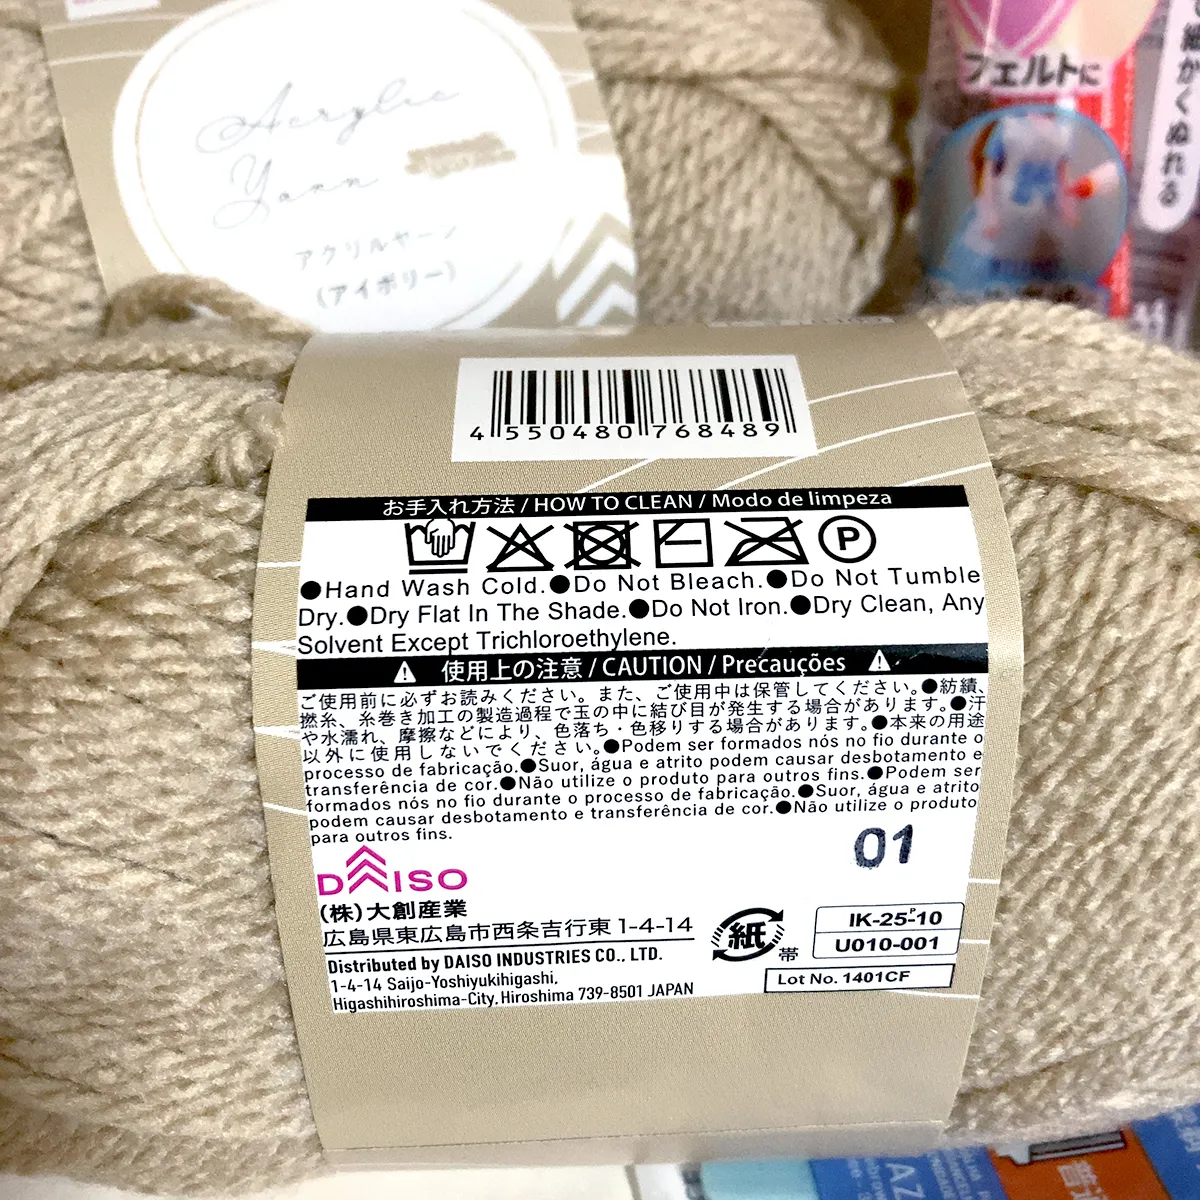 フェルトに
細かくぬれる
Acrylic
Yarn
アクリルヤーン
(アイボリー)
4 550480 768489
お手入れ方法 / HOW TO CLEAN / Modo de limpeza
P
●Hand Wash Cold.●Do Not Bleach.●Do Not Tumble
Dry.●Dry Flat In The Shade.●Do Not Iron.●Dry Clean, Any
Solvent Except Trichloroethylene.
使用上の注意 / CAUTION / Precauções
ご使用前に必ずお読みください。また、ご使用中は保管してください。●紡績、
撚糸、糸巻き加工の製造過程で玉の中に結び目が発生する場合があります。●汗
や水濡れ、摩擦などにより、色落ち・色移りする場合があります。●本来の用途
以外に使用しないでください。●Podem ser formados nós no fio durante o
processo de fabricação.●Suor, água e atrito podem causar desbotamento e
transferência de cor.●Não utilize o produto para outros fins.●Podem ser
formados nós no fio durante o processo de fabricação.●Suor, água e atrito
podem causar desbotamento e transferência de cor.●Não utilize o produto
para outros fins.
01
DAISO
(株)大創産業
広島県東広島市西条吉行東 1-4-14
Distributed by DAISO INDUSTRIES CO., LTD.
1-4-14 Saijo-Yoshiyukihigashi,
Higashihiroshima-City, Hiroshima 739-8501 JAPAN
紙
帯
IK-25-P-10
U010-001
Lot No. 1401CF